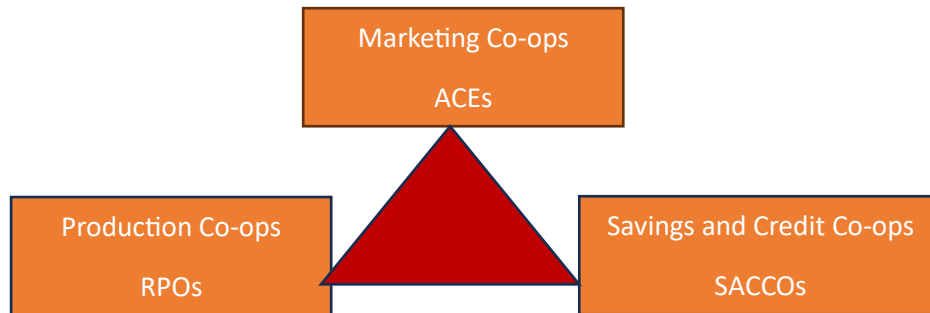 Marketing Co-ops
ACEs
Production Co-ops
RPOs
Savings and Credit Co-ops
SACCOs